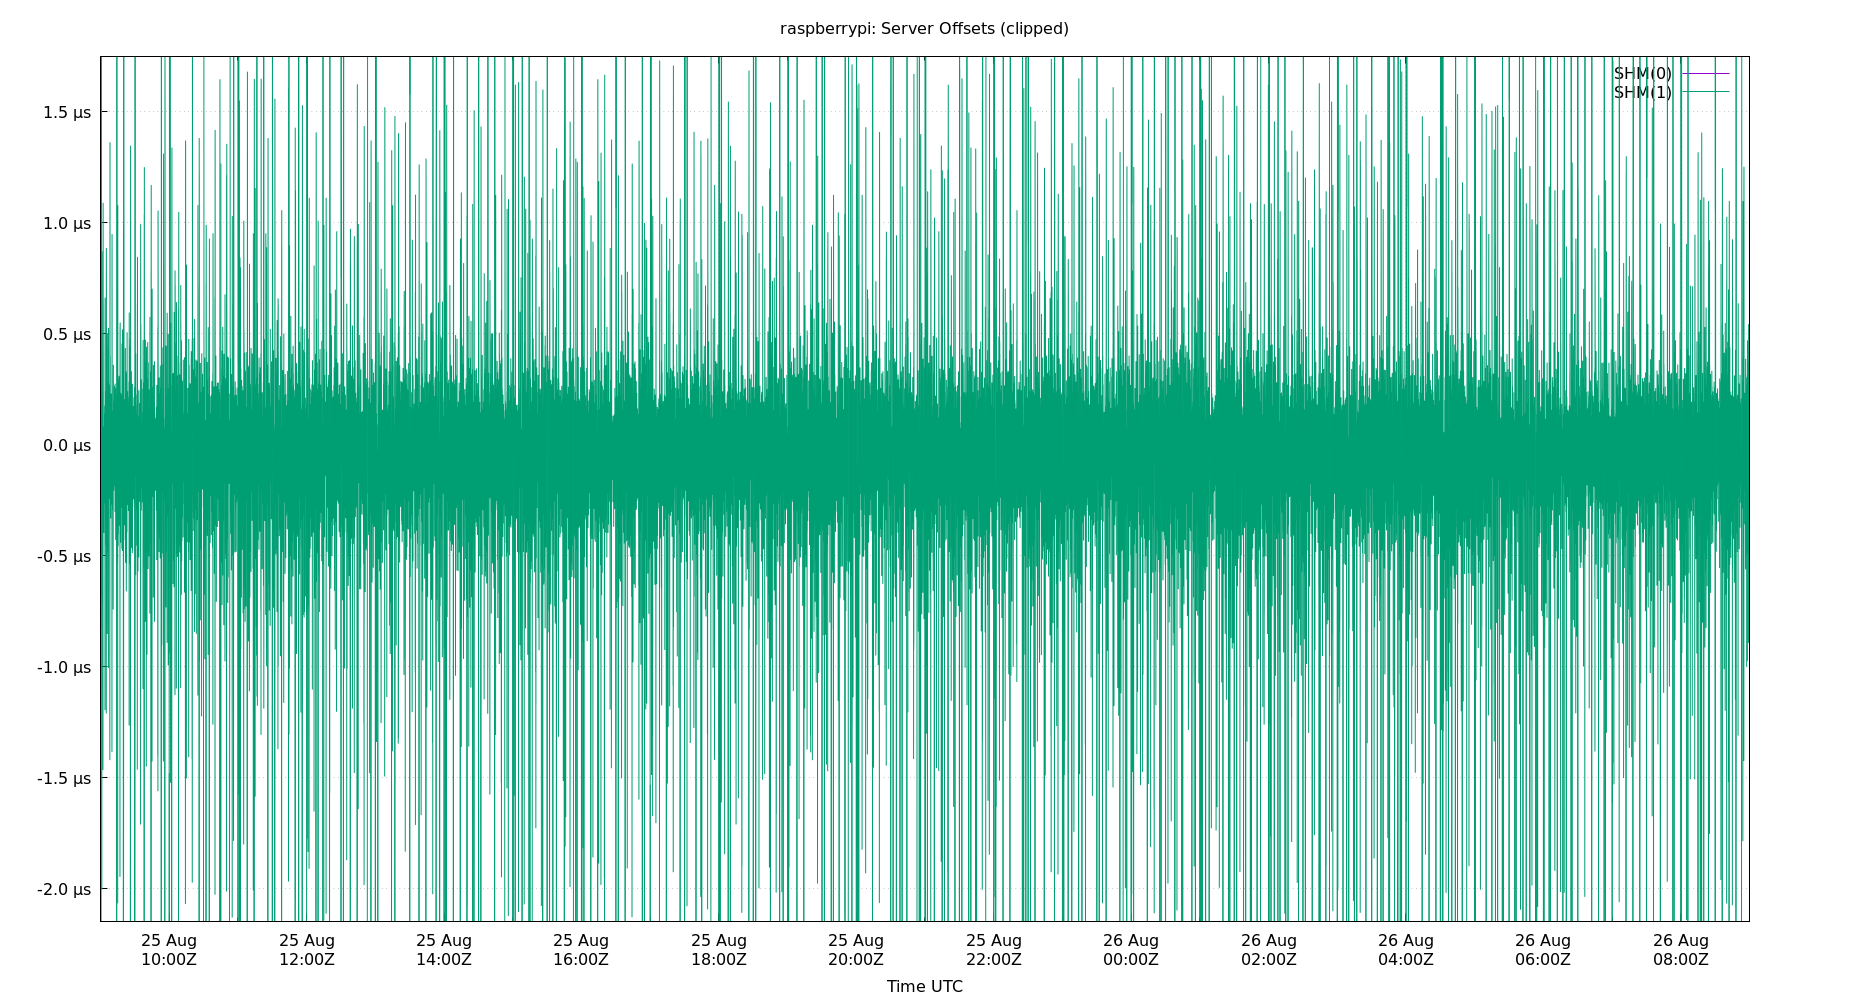 raspberrypi: Server Offsets (clipped)
SHM(0)
SHM(1)
1.5 µs
1.0 µs
0.5 µs
0.0 µs
-0.5 µs
-1.0 µs
-1.5 µs
-2.0 µs
25 Aug 25 Aug 25 Aug 25 Aug 25 Aug 25 Aug 25 Aug 26 Aug 26 Aug 26 Aug 26 Aug 26 Aug
10:00Z 12:00Z 14:00Z 16:00Z 18:00Z 20:00Z 22:00Z 00:00Z 02:00Z 04:00Z 06:00Z 08:00Z
Time UTC